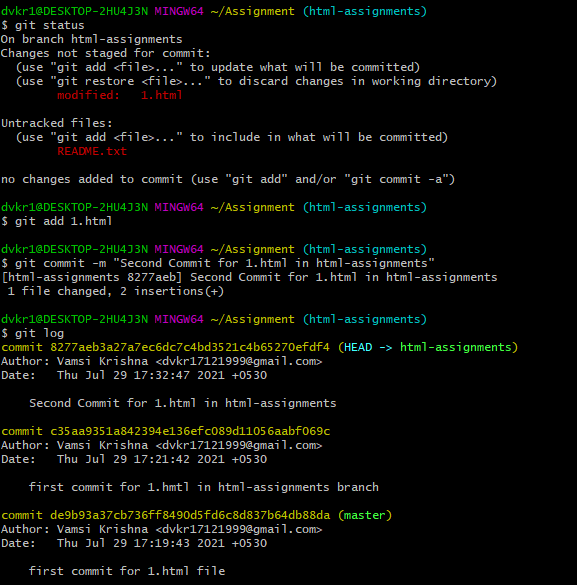 dvkr1@DESKTOP-2HU4J3N MINGW64 ~/Assignment (html-assignments)
$ git status
On branch html-assignments
Changes not staged for commit:
  (use "git add <file>..." to update what will be committed)
  (use "git restore <file>..." to discard changes in working directory)
        modified:   1.html

Untracked files:
  (use "git add <file>..." to include in what will be committed)
        README.txt

no changes added to commit (use "git add" and/or "git commit -a")

dvkr1@DESKTOP-2HU4J3N MINGW64 ~/Assignment (html-assignments)
$ git add 1.html

dvkr1@DESKTOP-2HU4J3N MINGW64 ~/Assignment (html-assignments)
$ git commit -m "Second Commit for 1.html in html-assignments"
[html-assignments 8277aeb] Second Commit for 1.html in html-assignments
 1 file changed, 2 insertions(+)

dvkr1@DESKTOP-2HU4J3N MINGW64 ~/Assignment (html-assignments)
$ git log
commit 8277aeb3a27a7ec6dc7c4bd3521c4b65270efdf4 (HEAD -> html-assignments)
Author: Vamsi Krishna <dvkr17121999@gmail.com>
Date:   Thu Jul 29 17:32:47 2021 +0530

    Second Commit for 1.html in html-assignments

commit c35aa9351a842394e136efc089d11056aabf069c
Author: Vamsi Krishna <dvkr17121999@gmail.com>
Date:   Thu Jul 29 17:21:42 2021 +0530

    first commit for 1.hmtl in html-assignments branch

commit de9b93a37cb736ff8490d5fd6c8d837b64db88da (master)
Author: Vamsi Krishna <dvkr17121999@gmail.com>
Date:   Thu Jul 29 17:19:43 2021 +0530

    first commit for 1.html file